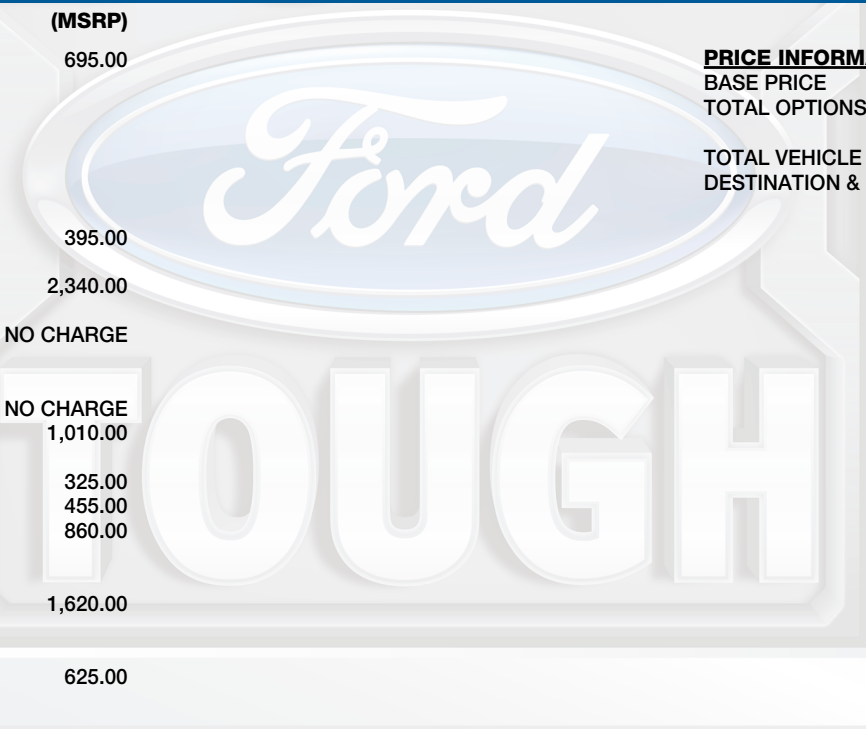 (MSRP)
695.00
395.00
2,340.00
NO CHARGE
NO CHARGE
1,010.00
325.00
455.00
860.00
1,620.00
625.00
PRICE INFORMA
BASE PRICE
TOTAL OPTIONS
TOTAL VEHICLE
DESTINATION &
Ford
TOUGH